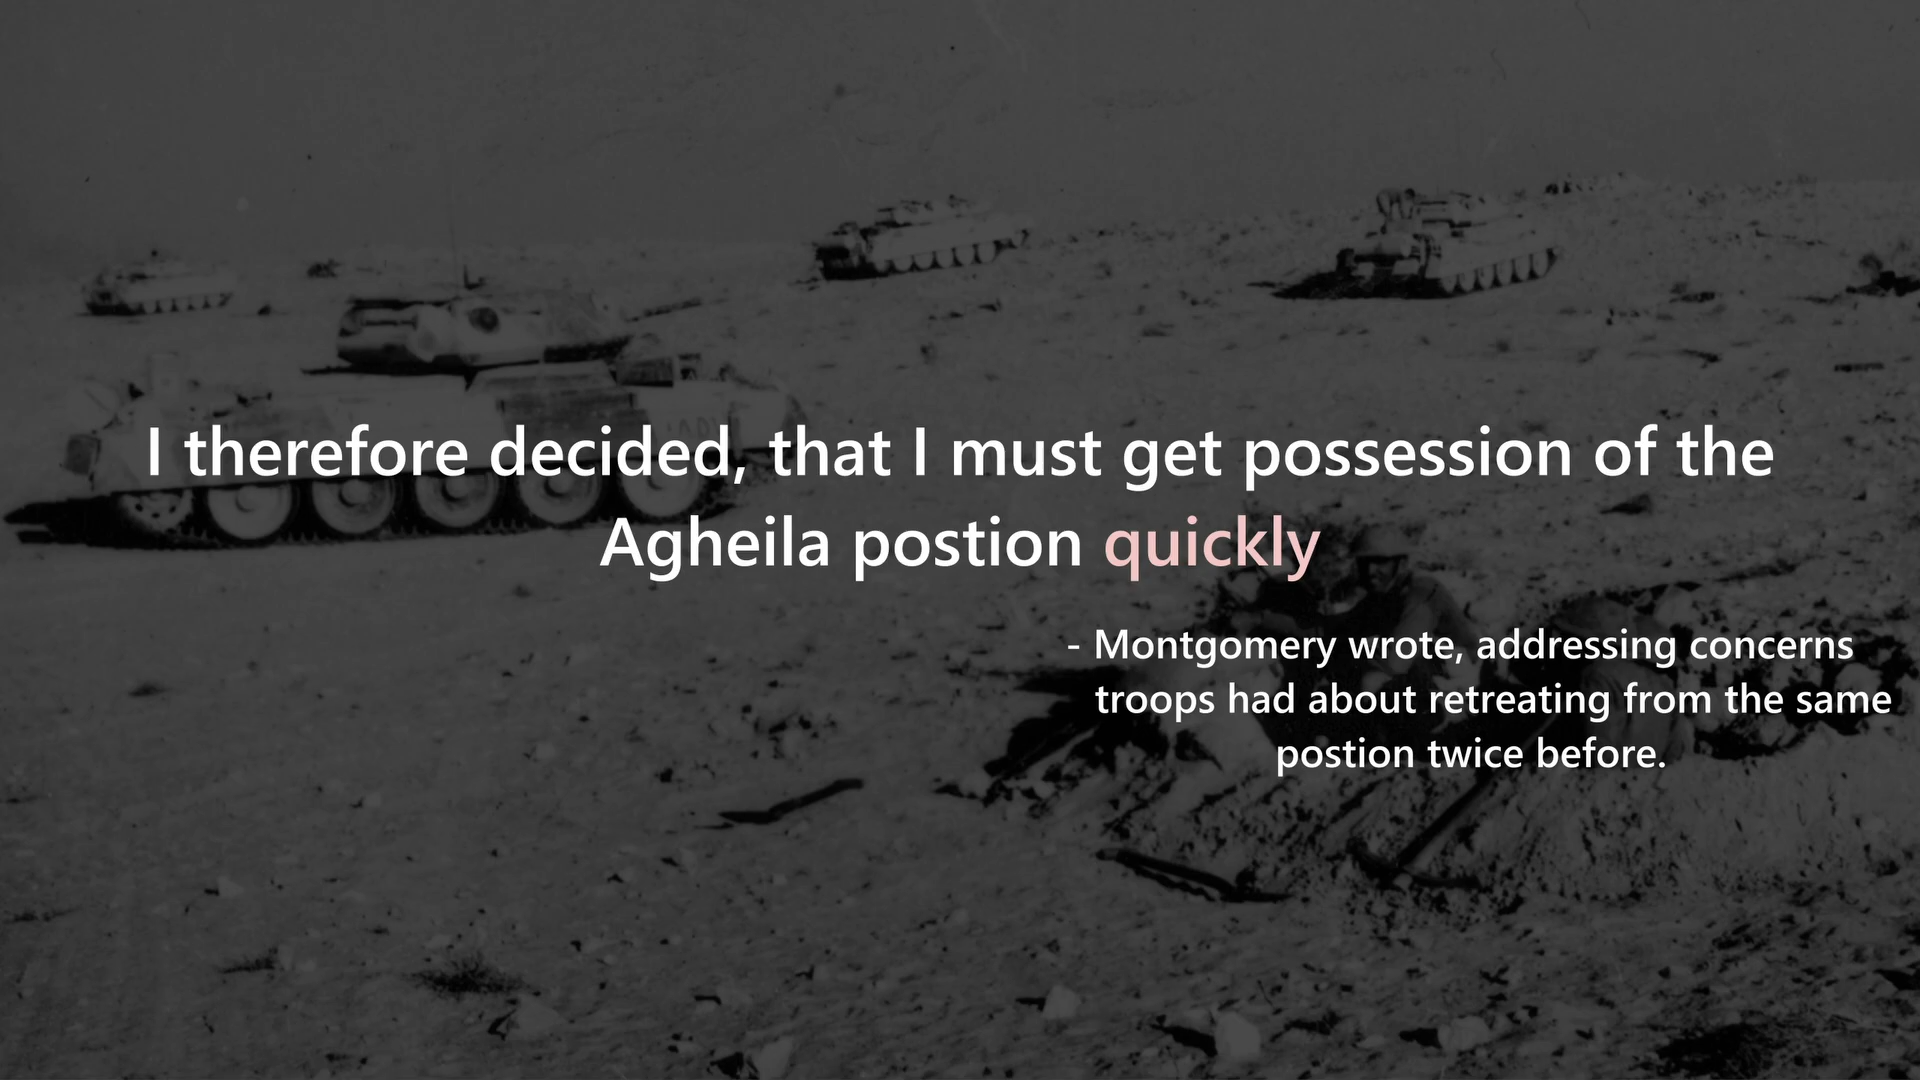 I therefore decided, that I must get possession of the
Agheila postion quickly
- Montgomery wrote, addressing concerns
troops had about retreating from the same
postion twice before.